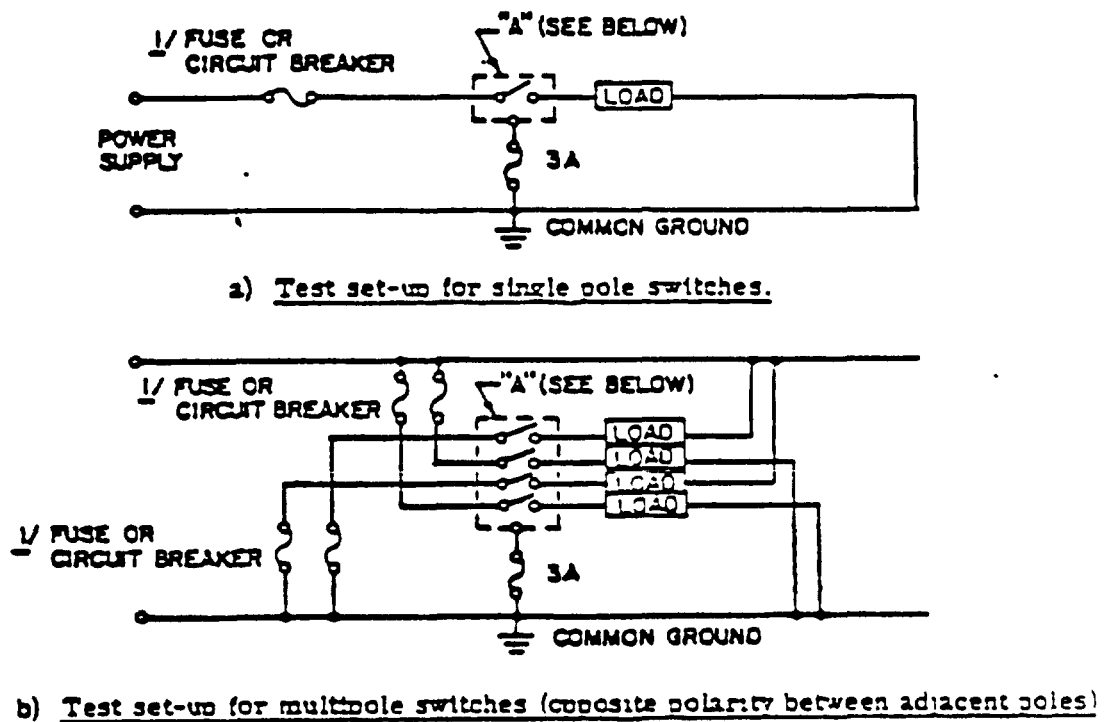 "A" (SEE BELOW)
1/ FUSE OR
CIRCUIT BREAKER
LOAD
POWER
SUPPLY
3A
COMMON GROUND
a) Test set-up for single pole switches.
1/ FUSE OR
CIRCUIT BREAKER
"A" (SEE BELOW)
LOAD
LOAD
LOAD
LOAD
1/ FUSE OR
CIRCUIT BREAKER
3A
COMMON GROUND
b) Test set-up for multipole switches (opposite polarity between adjacent poles)